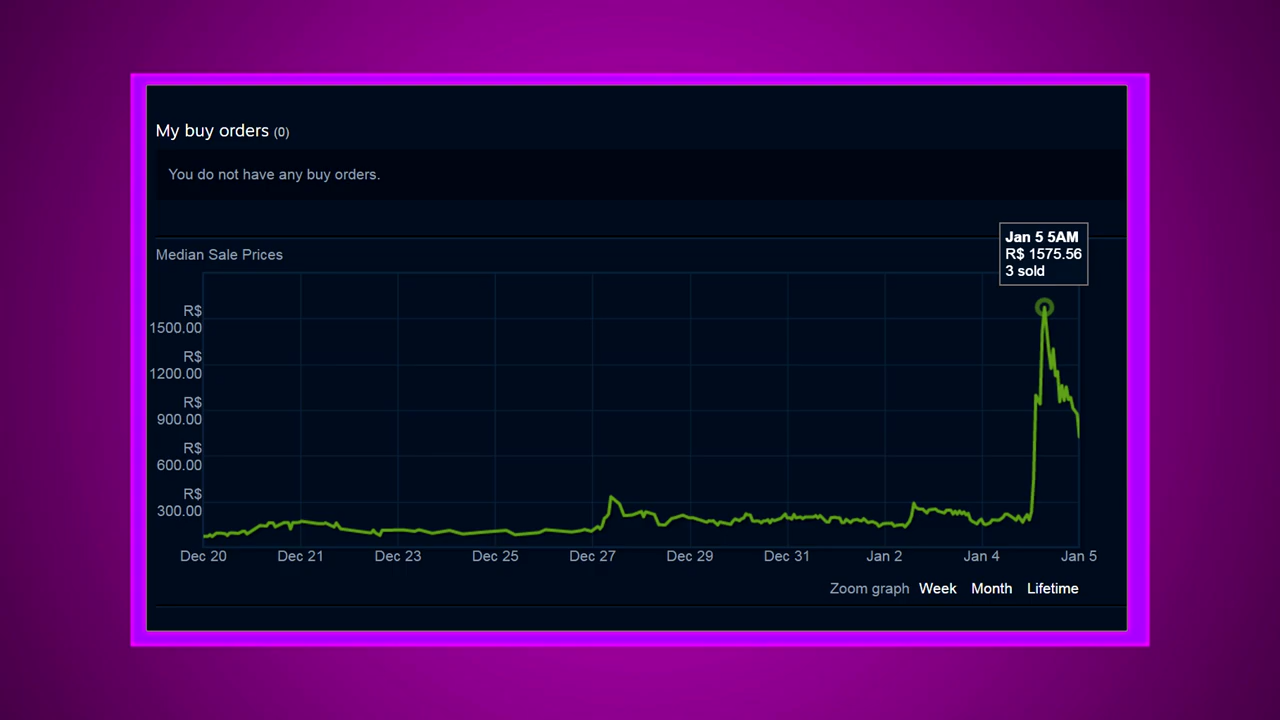 My buy orders (0)
You do not have any buy orders.
Jan 5 5AM
R$ 1575.56
3 sold
Median Sale Prices
R$
1500.00
R$
1200.00
R$
900.00
R$
600.00
R$
300.00
Dec 20 Dec 21 Dec 23 Dec 25 Dec 27 Dec 29 Dec 31 Jan 2 Jan 4 Jan 5
Zoom graph Week Month Lifetime